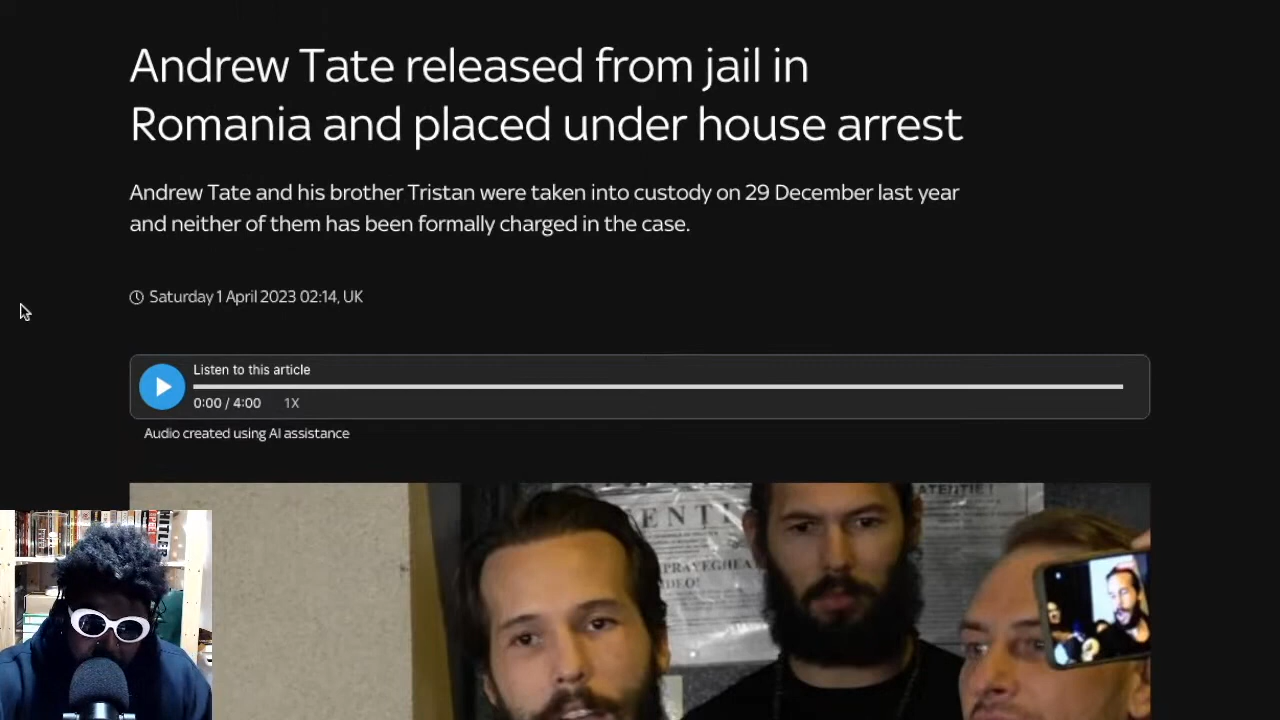 Andrew Tate released from jail in
Romania and placed under house arrest
Andrew Tate and his brother Tristan were taken into custody on 29 December last year
and neither of them has been formally charged in the case.
Saturday 1 April 2023 02:14, UK
Listen to this article
0:00 / 4:00 1X
Audio created using AI assistance
ATENTIE !